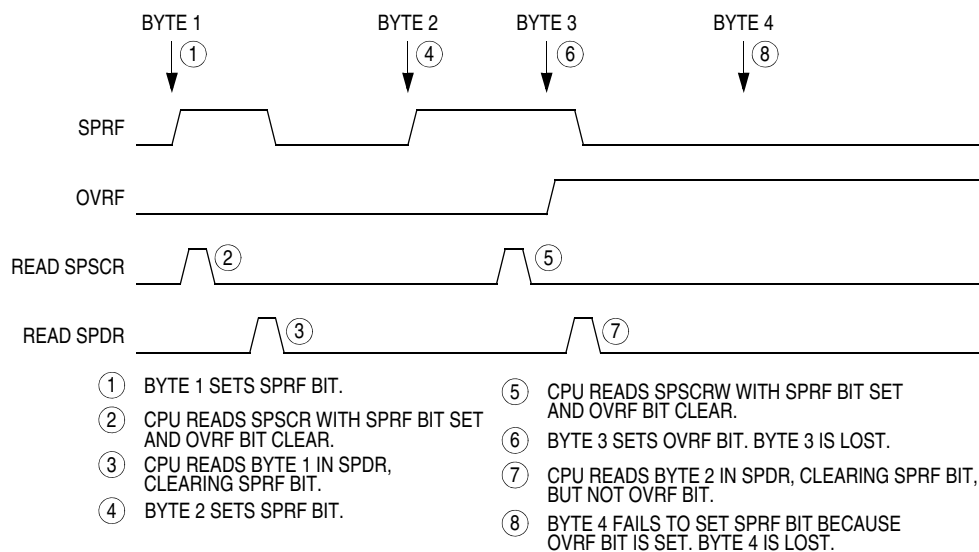 BYTE 1 BYTE 2 BYTE 3 BYTE 4
1 4 6 8
SPRF
OVRF
READ SPSCR 2 5
READ SPDR 3 7
1 BYTE 1 SETS SPRF BIT.
2 CPU READS SPSCR WITH SPRF BIT SET
AND OVRF BIT CLEAR.
3 CPU READS BYTE 1 IN SPDR,
CLEARING SPRF BIT.
4 BYTE 2 SETS SPRF BIT.
5 CPU READS SPSCRW WITH SPRF BIT SET
AND OVRF BIT CLEAR.
6 BYTE 3 SETS OVRF BIT. BYTE 3 IS LOST.
7 CPU READS BYTE 2 IN SPDR, CLEARING SPRF BIT,
BUT NOT OVRF BIT.
8 BYTE 4 FAILS TO SET SPRF BIT BECAUSE
OVRF BIT IS SET. BYTE 4 IS LOST.